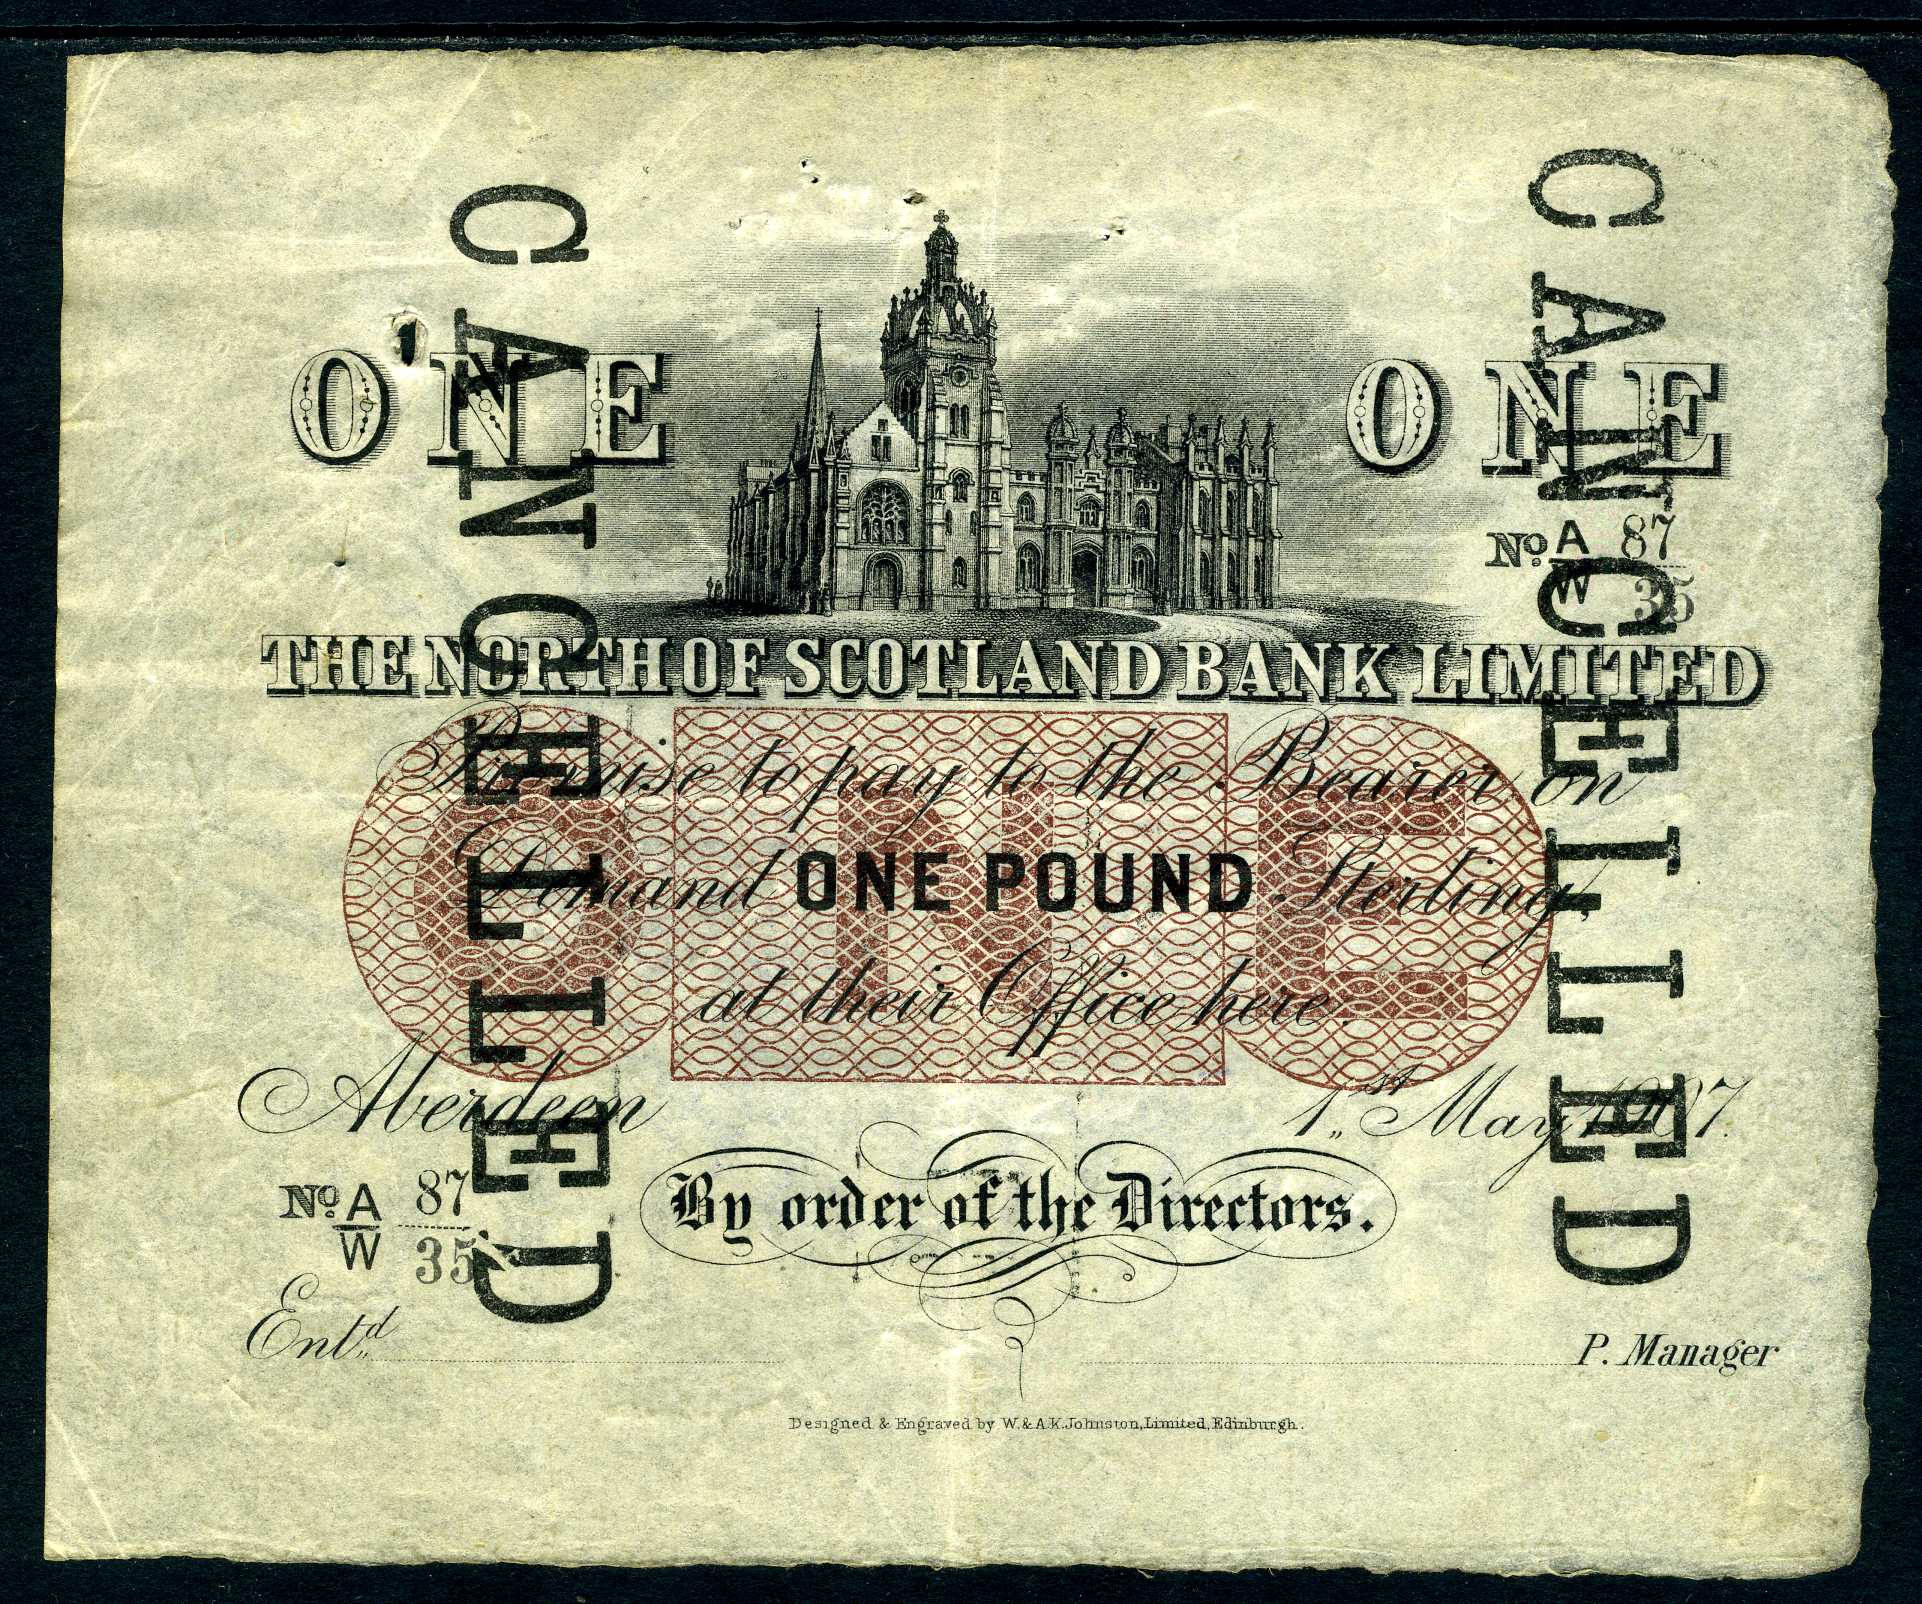 ONE ONE
No. A/W 87/35
THE NORTH OF SCOTLAND BANK LIMITED
ONE
Promise to pay to the Bearer on
Demand ONE POUND Sterling,
at their Office here.
Aberdeen 1st May, 1907.
By order of the Directors.
No. A/W 87/35
Entd. P. Manager
Designed & Engraved by W. & A.K. Johnston, Limited, Edinburgh.
CANCELLED
CANCELLED